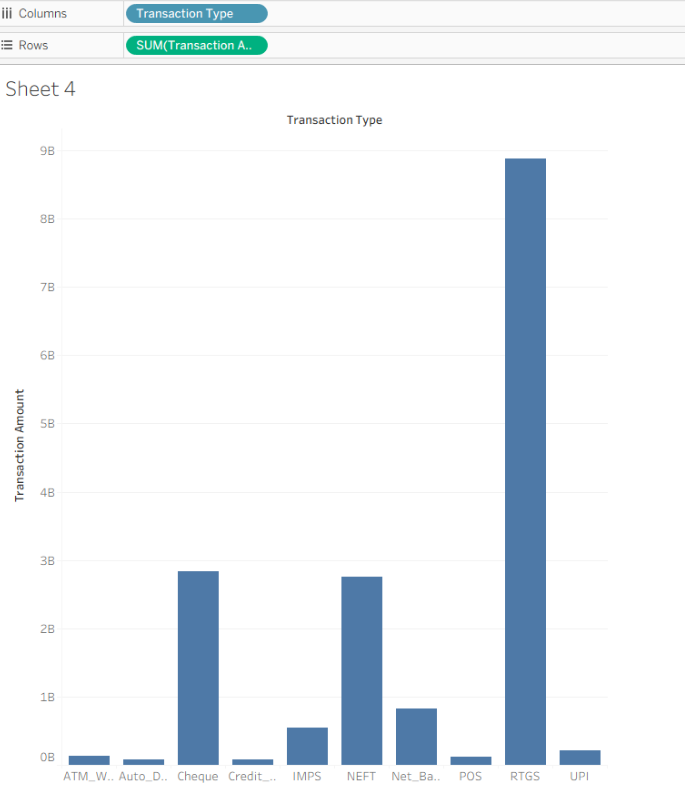 Columns Transaction Type
Rows SUM(Transaction A..
Sheet 4
Transaction Type
9B
8B
7B
6B
5B
4B
3B
2B
1B
0B
Transaction Amount
ATM_W.. Auto_D.. Cheque Credit_.. IMPS NEFT Net_Ba.. POS RTGS UPI